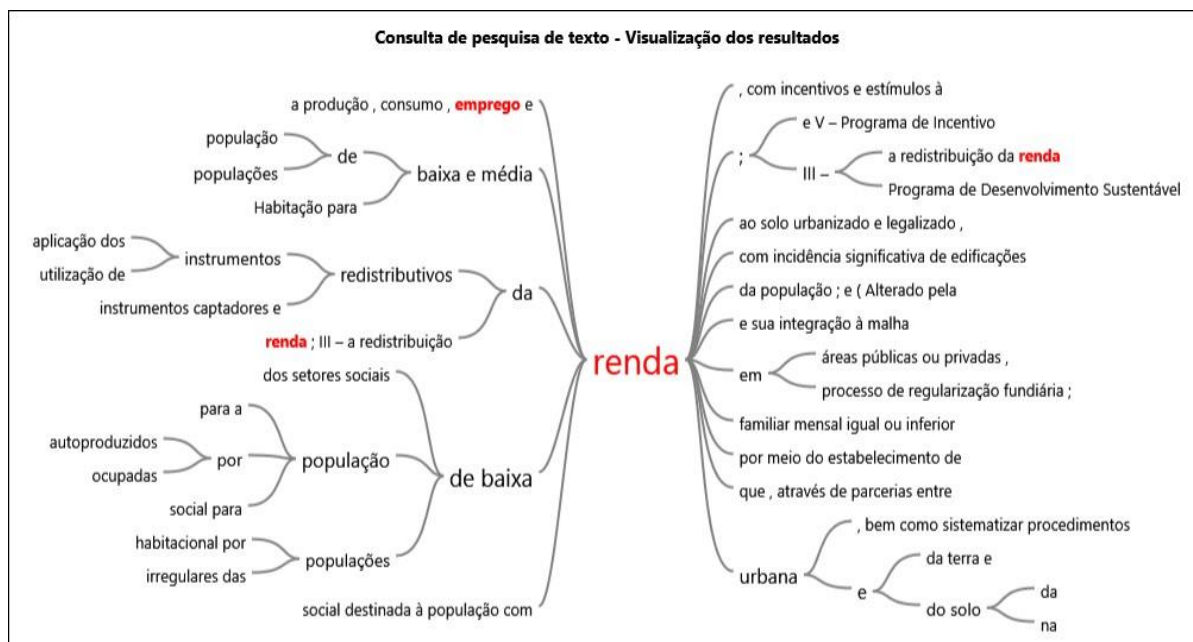 Consulta de pesquisa de texto - Visualização dos resultados
a produção , consumo , emprego e
população
populações
de
baixa e média
Habitação para
aplicação dos
utilização de
instrumentos
redistributivos
instrumentos captadores e
da
renda ; III – a redistribuição
dos setores sociais
para a
autoproduzidos
ocupadas
por
população
social para
de baixa
habitacional por
irregulares das
populações
social destinada à população com
renda
, com incentivos e estímulos à
;
e V – Programa de Incentivo
III –
a redistribuição da renda
Programa de Desenvolvimento Sustentável
ao solo urbanizado e legalizado ,
com incidência significativa de edificações
da população ; e ( Alterado pela
e sua integração à malha
em
áreas públicas ou privadas ,
processo de regularização fundiária ;
familiar mensal igual ou inferior
por meio do estabelecimento de
que , através de parcerias entre
urbana
, bem como sistematizar procedimentos
e
da terra e
do solo
da
na